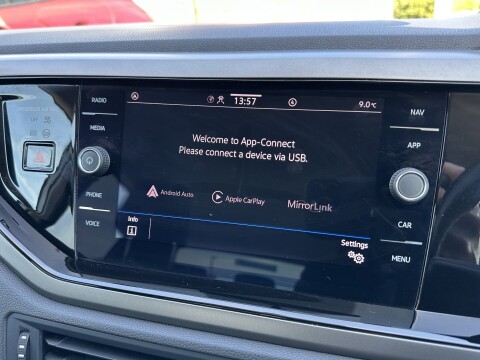 RADIO
13:57
9.0°C
NAV
MEDIA
Welcome to App-Connect
Please connect a device via USB.
APP
PHONE
Android Auto
Apple CarPlay
MirrorLink
VOICE
Info
CAR
Settings
MENU